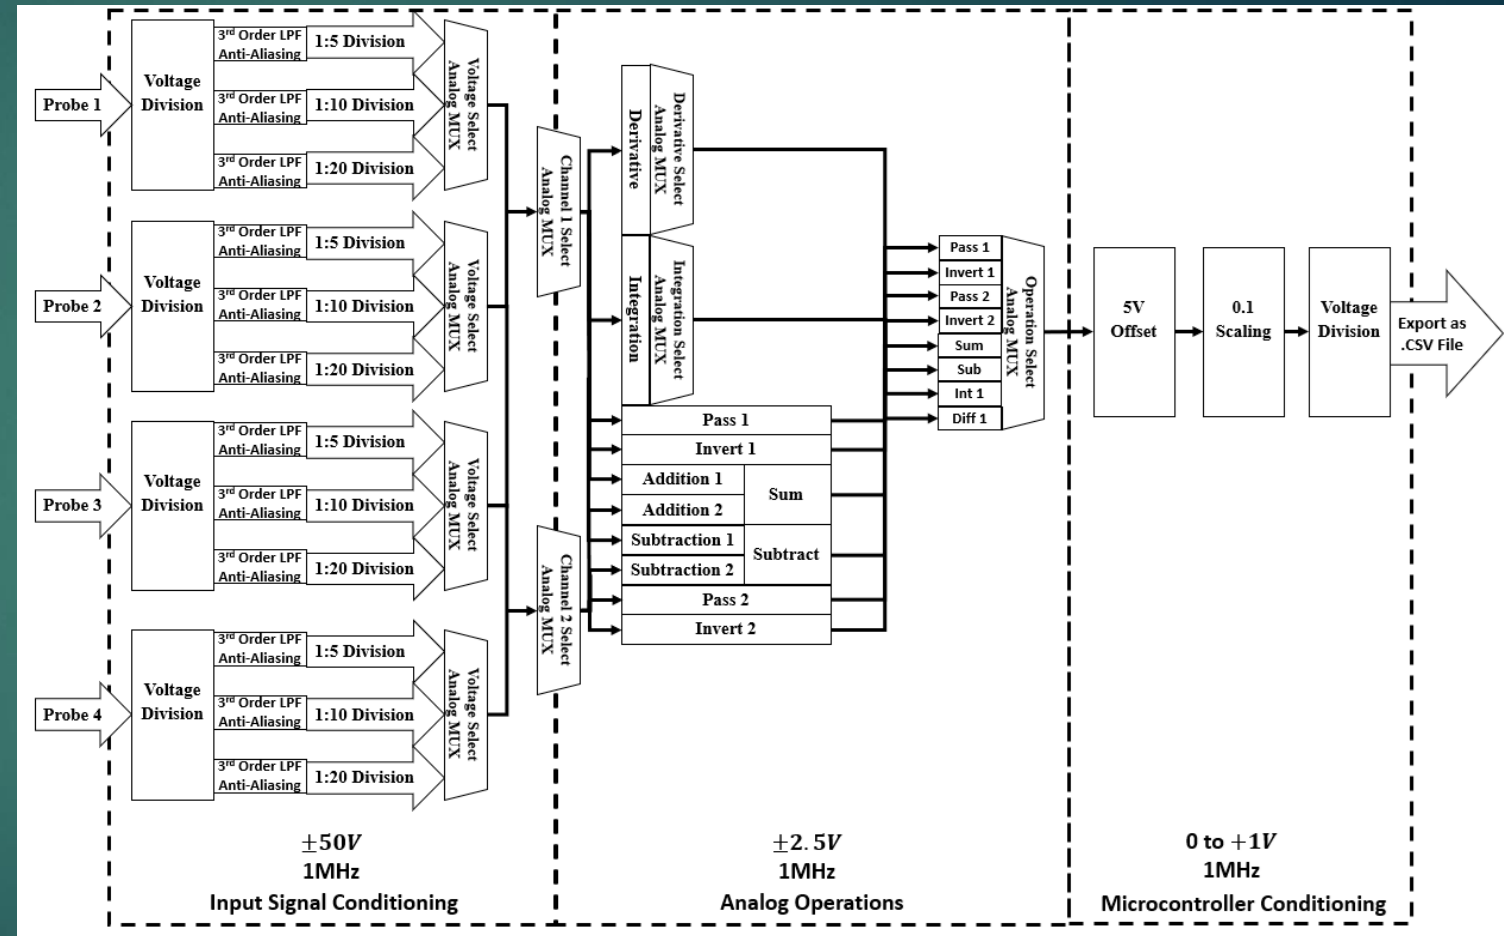 Probe 1
Voltage
Division
3rd Order LPF
Anti-Aliasing
1:5 Division
3rd Order LPF
Anti-Aliasing
1:10 Division
3rd Order LPF
Anti-Aliasing
1:20 Division
Voltage Select
Analog MUX
Probe 2
Voltage
Division
3rd Order LPF
Anti-Aliasing
1:5 Division
3rd Order LPF
Anti-Aliasing
1:10 Division
3rd Order LPF
Anti-Aliasing
1:20 Division
Voltage Select
Analog MUX
Probe 3
Voltage
Division
3rd Order LPF
Anti-Aliasing
1:5 Division
3rd Order LPF
Anti-Aliasing
1:10 Division
3rd Order LPF
Anti-Aliasing
1:20 Division
Voltage Select
Analog MUX
Probe 4
Voltage
Division
3rd Order LPF
Anti-Aliasing
1:5 Division
3rd Order LPF
Anti-Aliasing
1:10 Division
3rd Order LPF
Anti-Aliasing
1:20 Division
Voltage Select
Analog MUX
±50V
1MHz
Input Signal Conditioning
Channel 1 Select
Analog MUX
Channel 2 Select
Analog MUX
Derivative
Derivative Select
Analog MUX
Integration
Integration Select
Analog MUX
Pass 1
Invert 1
Addition 1
Addition 2
Sum
Subtraction 1
Subtraction 2
Subtract
Pass 2
Invert 2
Pass 1
Invert 1
Pass 2
Invert 2
Sum
Sub
Int 1
Diff 1
Operation Select
Analog MUX
±2.5V
1MHz
Analog Operations
5V
Offset
0.1
Scaling
Voltage
Division
Export as
.CSV File
0 to +1V
1MHz
Microcontroller Conditioning